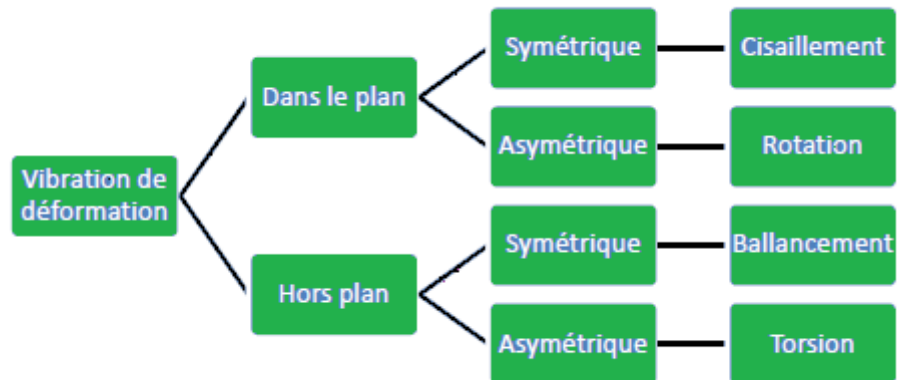 Vibration de
déformation
Dans le plan
Symétrique
Cisaillement
Asymétrique
Rotation
Hors plan
Symétrique
Ballancement
Asymétrique
Torsion